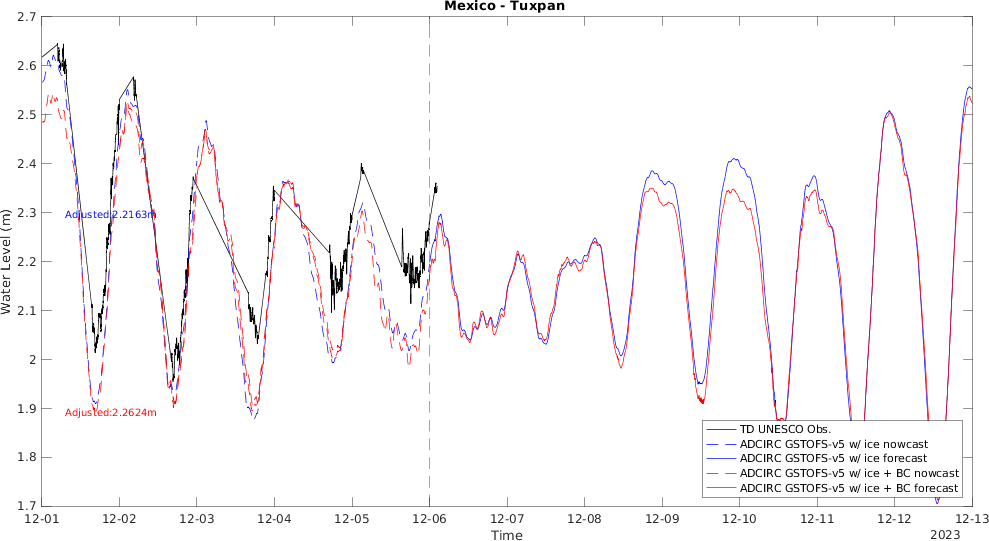 Mexico - Tuxpan
2.7
2.6
2.5
2.4
2.3
2.2
2.1
2
1.9
1.8
1.7
Water Level (m)
Adjusted:2.2163m
Adjusted:2.2624m
TD UNESCO Obs.
ADCIRC GSTOFS-v5 w/ ice nowcast
ADCIRC GSTOFS-v5 w/ ice forecast
ADCIRC GSTOFS-v5 w/ ice + BC nowcast
ADCIRC GSTOFS-v5 w/ ice + BC forecast
12-01 12-02 12-03 12-04 12-05 12-06 12-07 12-08 12-09 12-10 12-11 12-12 12-13
Time
2023